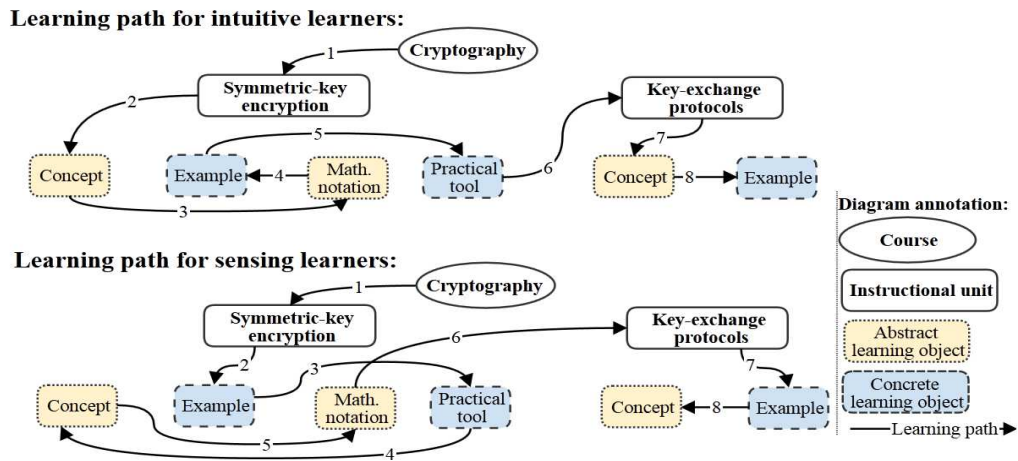 Learning path for intuitive learners:
Cryptography
1
Symmetric-key
encryption
2
Key-exchange
protocols
5
7
6
Concept
Example
4
Math.
notation
Practical
tool
Concept
8
Example
3
Diagram annotation:
Course
Learning path for sensing learners:
Cryptography
1
Instructional unit
Symmetric-key
encryption
6
Key-exchange
protocols
Abstract
learning object
2
3
7
Concept
Example
Math.
notation
Practical
tool
Concept
8
Example
Concrete
learning object
5
4
Learning path